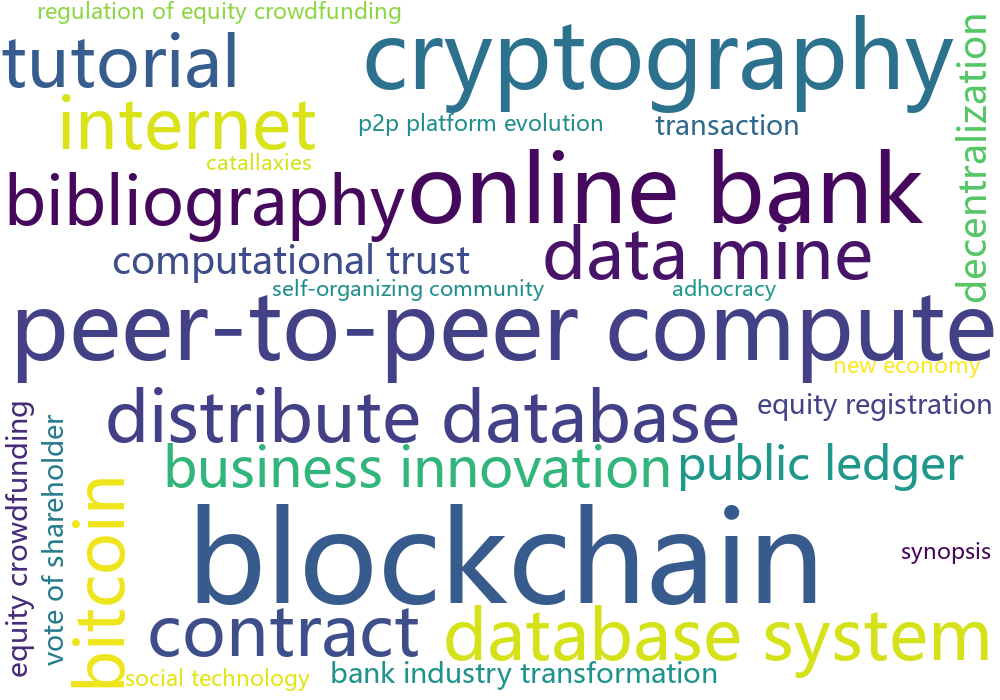 regulation of equity crowdfunding
cryptography
tutorial
decentralization
internet
p2p platform evolution
transaction
catallaxies
bibliography
online bank
data mine
computational trust
self-organizing community
adhocracy
peer-to-peer compute
new economy
distribute database
equity registration
equity crowdfunding
vote of shareholder
business innovation
public ledger
bitcoin
blockchain
synopsis
contract
database system
social technology
bank industry transformation